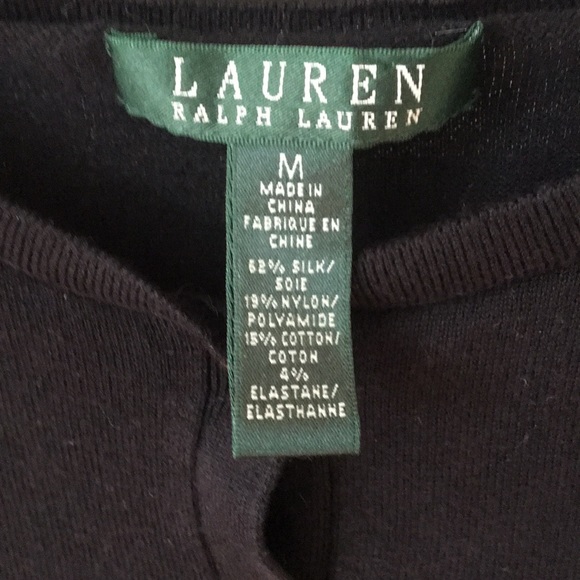 LAUREN
RALPH LAUREN
M
MADE IN
CHINA
FABRIQUE EN
CHINE
62% SILK/
SOIE
19% NYLON/
POLYAMIDE
15% COTTON/
COTON
4%
ELASTANE/
ELASTHANNE